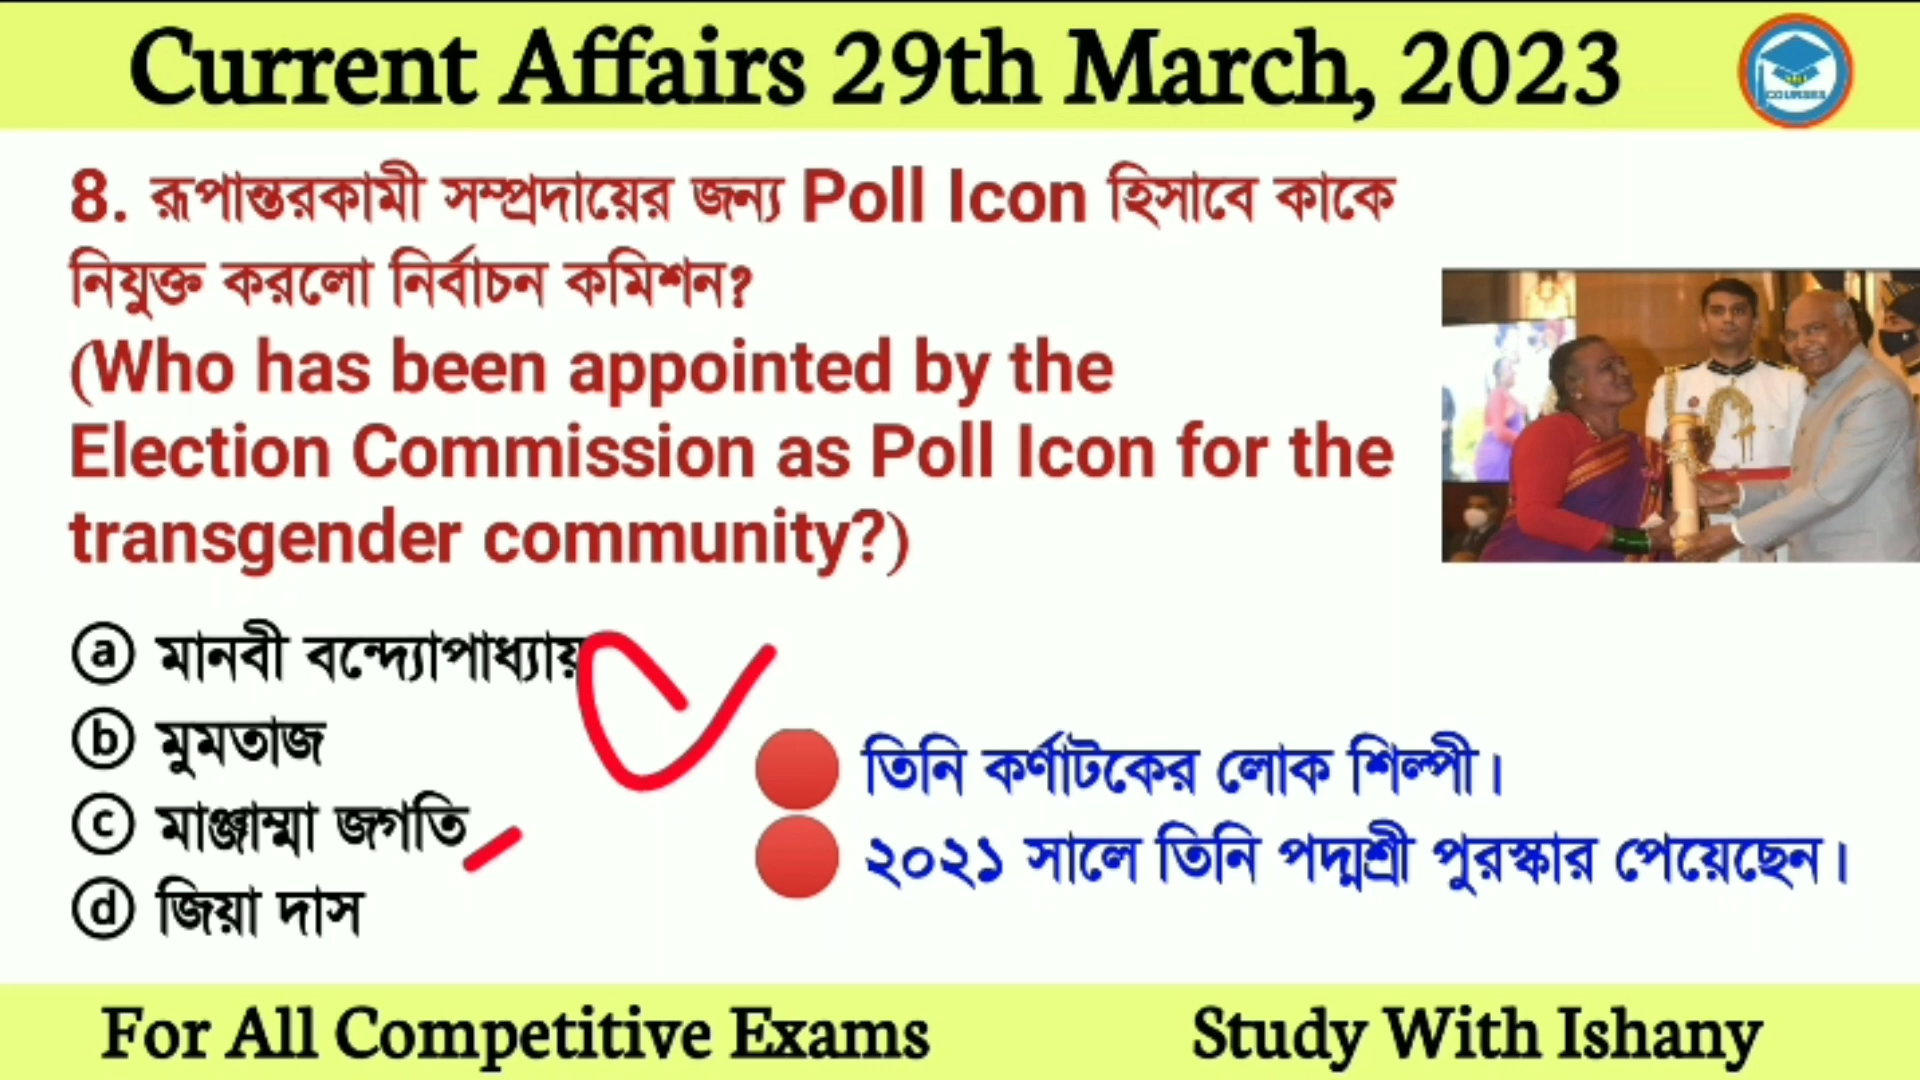 Current Affairs 29th March, 2023
COURSES
8. রূপান্তরকামী সম্প্রদায়ের জন্য Poll Icon হিসাবে কাকে
নিযুক্ত করলো নির্বাচন কমিশন?
(Who has been appointed by the
Election Commission as Poll Icon for the
transgender community?)
ⓐ মানবী বন্দ্যোপাধ্যায়
ⓑ মুমতাজ
ⓒ মাঞ্জাম্মা জগতি
ⓓ জিয়া দাস
তিনি কর্ণাটকের লোক শিল্পী।
২০২১ সালে তিনি পদ্মশ্রী পুরস্কার পেয়েছেন।
For All Competitive Exams
Study With Ishany